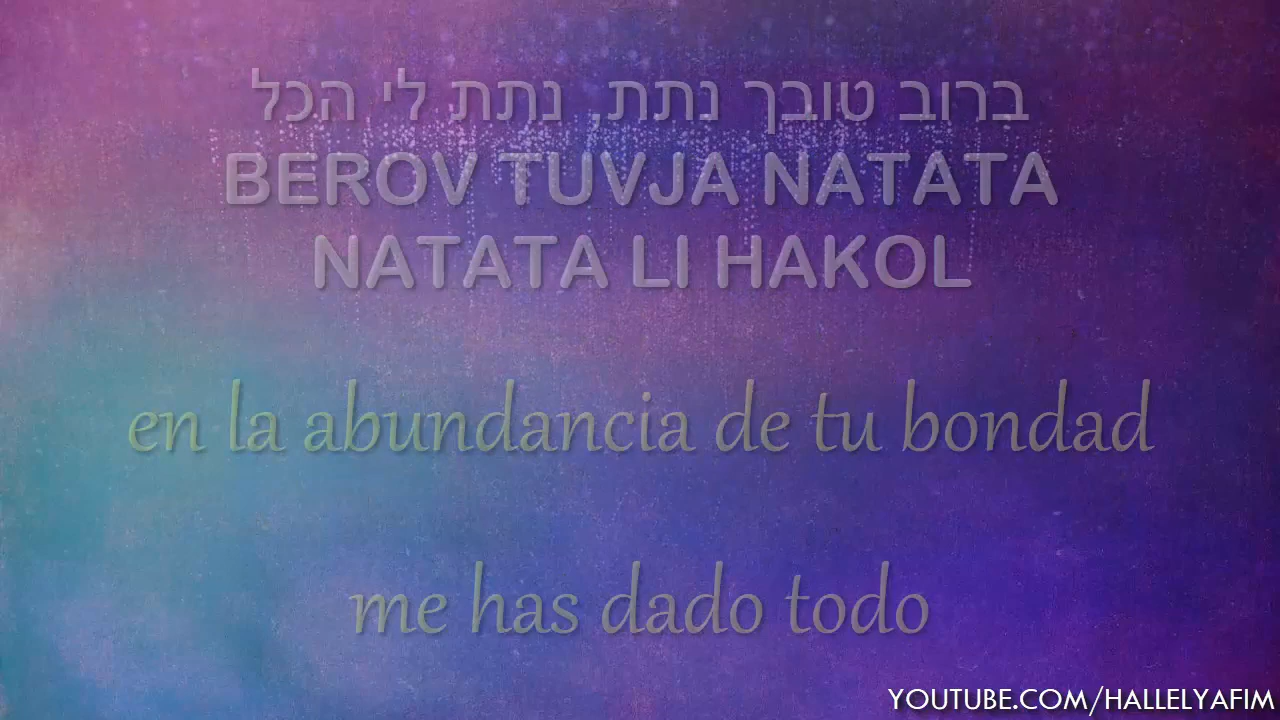 ברוב טובך נתת, נתת לי הכל
BEROV TUVJA NATATA
NATATA LI HAKOL
en la abundancia de tu bondad
me has dado todo
YOUTUBE.COM/HALLELYAFIM